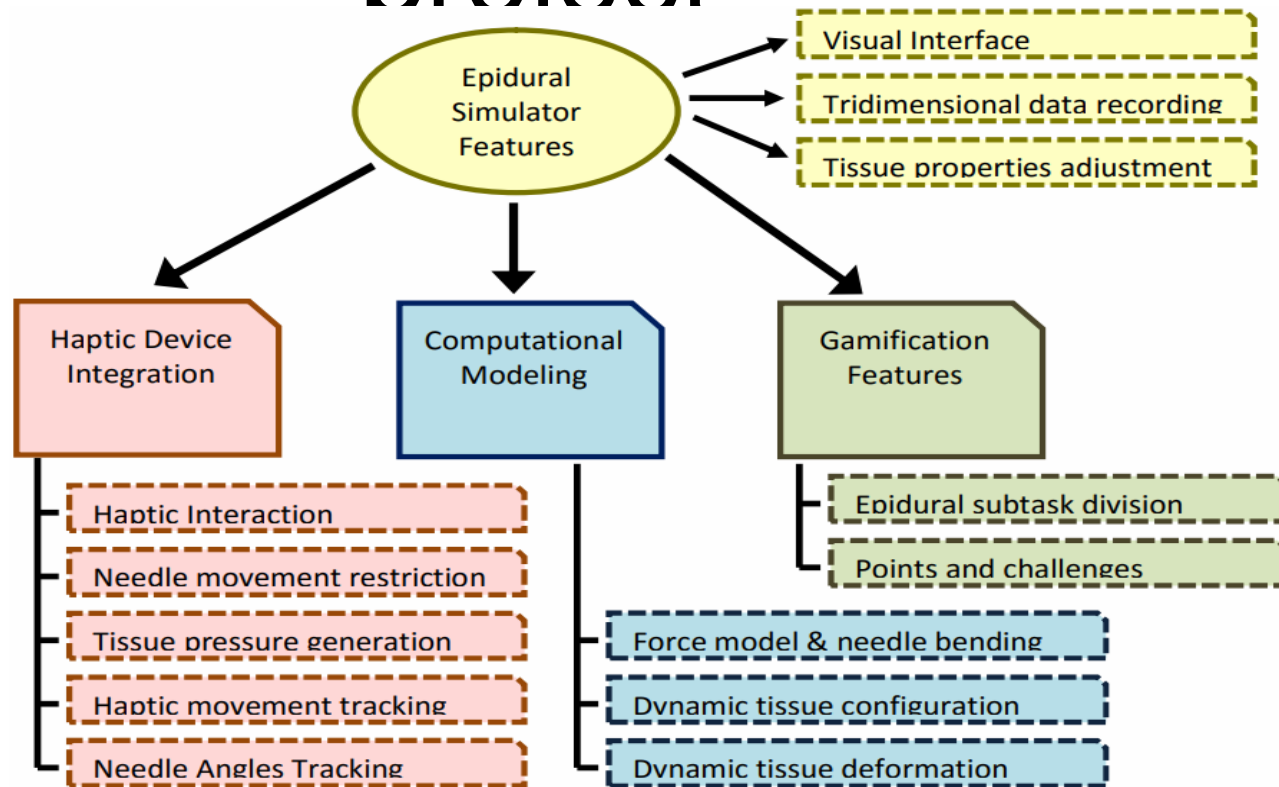 Epidural
Simulator
Features
Visual Interface
Tridimensional data recording
Tissue properties adjustment
Haptic Device
Integration
Haptic Interaction
Needle movement restriction
Tissue pressure generation
Haptic movement tracking
Needle Angles Tracking
Computational
Modeling
Force model & needle bending
Dynamic tissue configuration
Dynamic tissue deformation
Gamification
Features
Epidural subtask division
Points and challenges